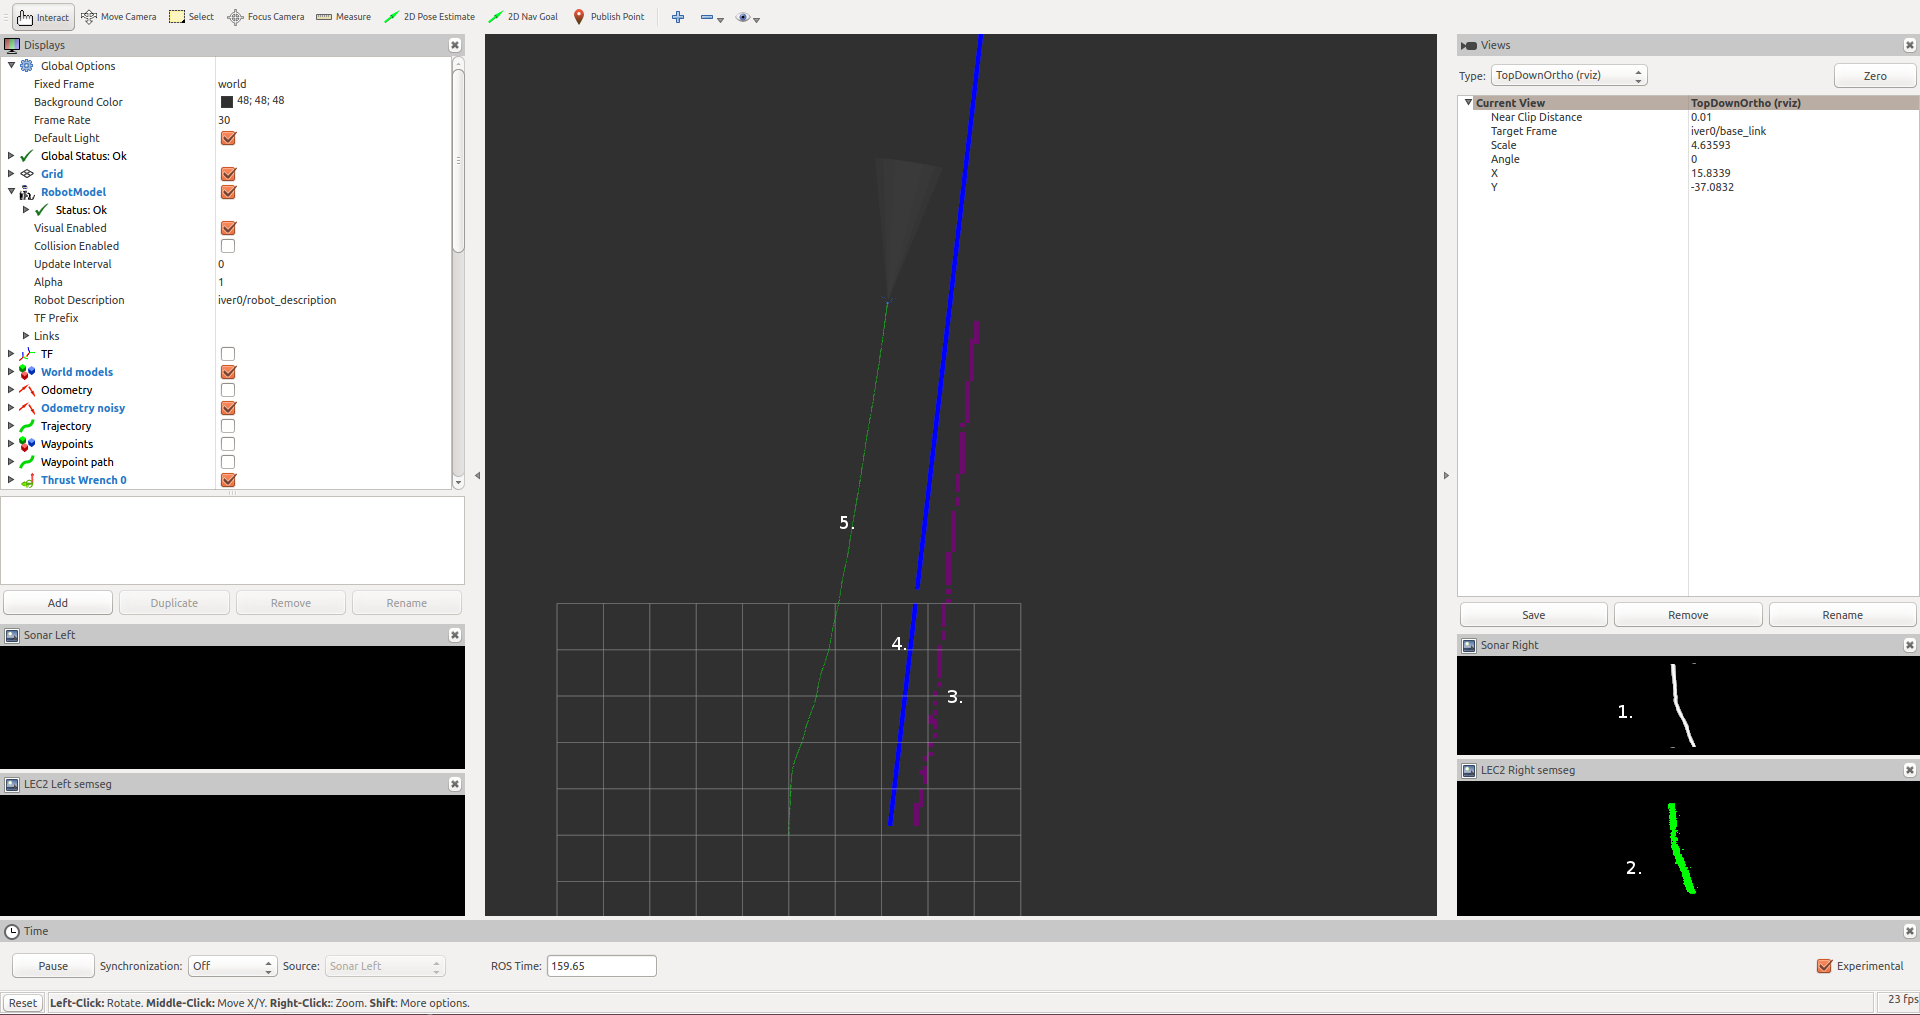 Interact Move Camera Select Focus Camera Measure 2D Pose Estimate 2D Nav Goal Publish Point
Displays
Global Options
Fixed Frame world
Background Color 48; 48; 48
Frame Rate 30
Default Light
Global Status: Ok
Grid
RobotModel
Status: Ok
Visual Enabled
Collision Enabled
Update Interval 0
Alpha 1
Robot Description iver0/robot_description
TF Prefix
Links
TF
World models
Odometry
Odometry noisy
Trajectory
Waypoints
Waypoint path
Thrust Wrench 0
Add Duplicate Remove Rename
Sonar Left
LEC2 Left semseg
5.
4.
3.
Views
Type: TopDownOrtho (rviz) Zero
Current View TopDownOrtho (rviz)
Near Clip Distance 0.01
Target Frame iver0/base_link
Scale 4.63593
Angle 0
X 15.8339
Y -37.0832
Save Remove Rename
Sonar Right
1.
LEC2 Right semseg
2.
Time
Pause Synchronization: Off Source: Sonar Left ROS Time: 159.65 Experimental
Reset Left-Click: Rotate. Middle-Click: Move X/Y. Right-Click:: Zoom. Shift: More options. 23 fps